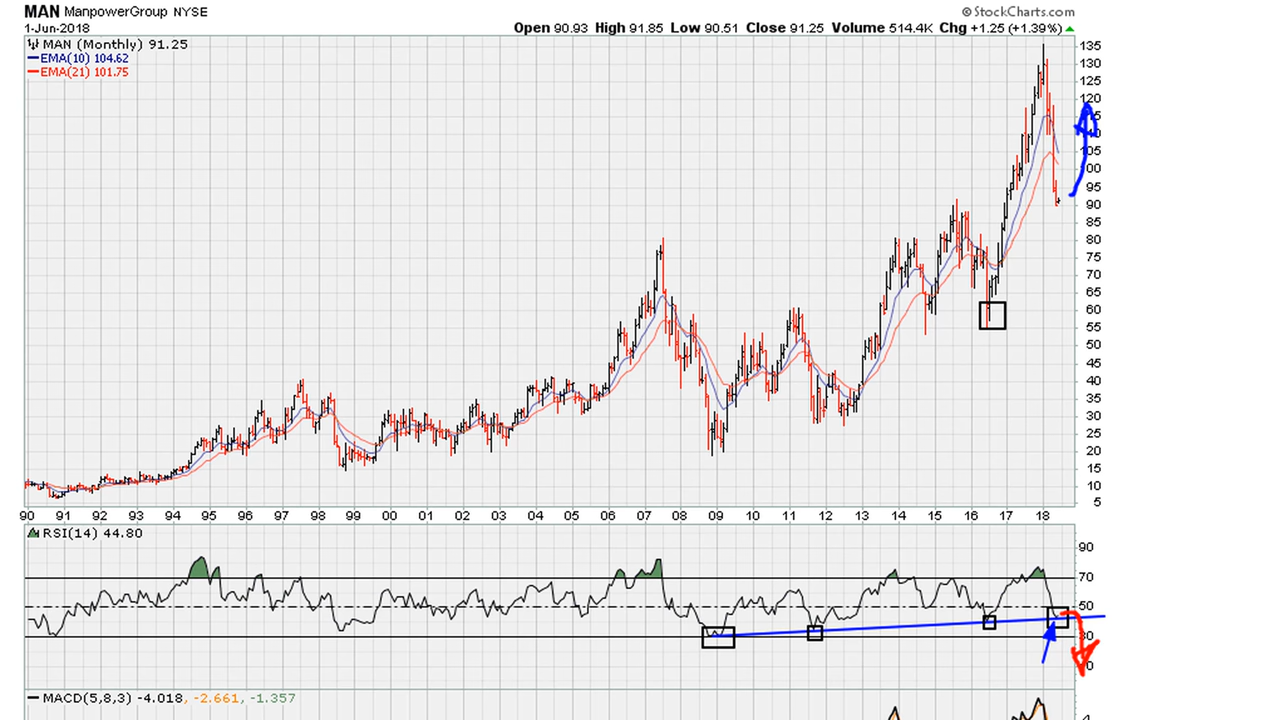 MAN ManpowerGroup NYSE
© StockCharts.com
1-Jun-2018
Open 90.93 High 91.85 Low 90.51 Close 91.25 Volume 514.4K Chg +1.25 (+1.39%)
MAN (Monthly) 91.25
EMA(10) 104.62
EMA(21) 101.75
135
130
125
120
105
95
90
85
80
75
70
65
60
55
50
45
40
35
30
25
20
15
10
5
90 91 92 93 94 95 96 97 98 99 00 01 02 03 04 05 06 07 08 09 10 11 12 13 14 15 16 17 18
RSI(14) 44.80
90
70
50
30
MACD(5,8,3) -4.018, -2.661, -1.357